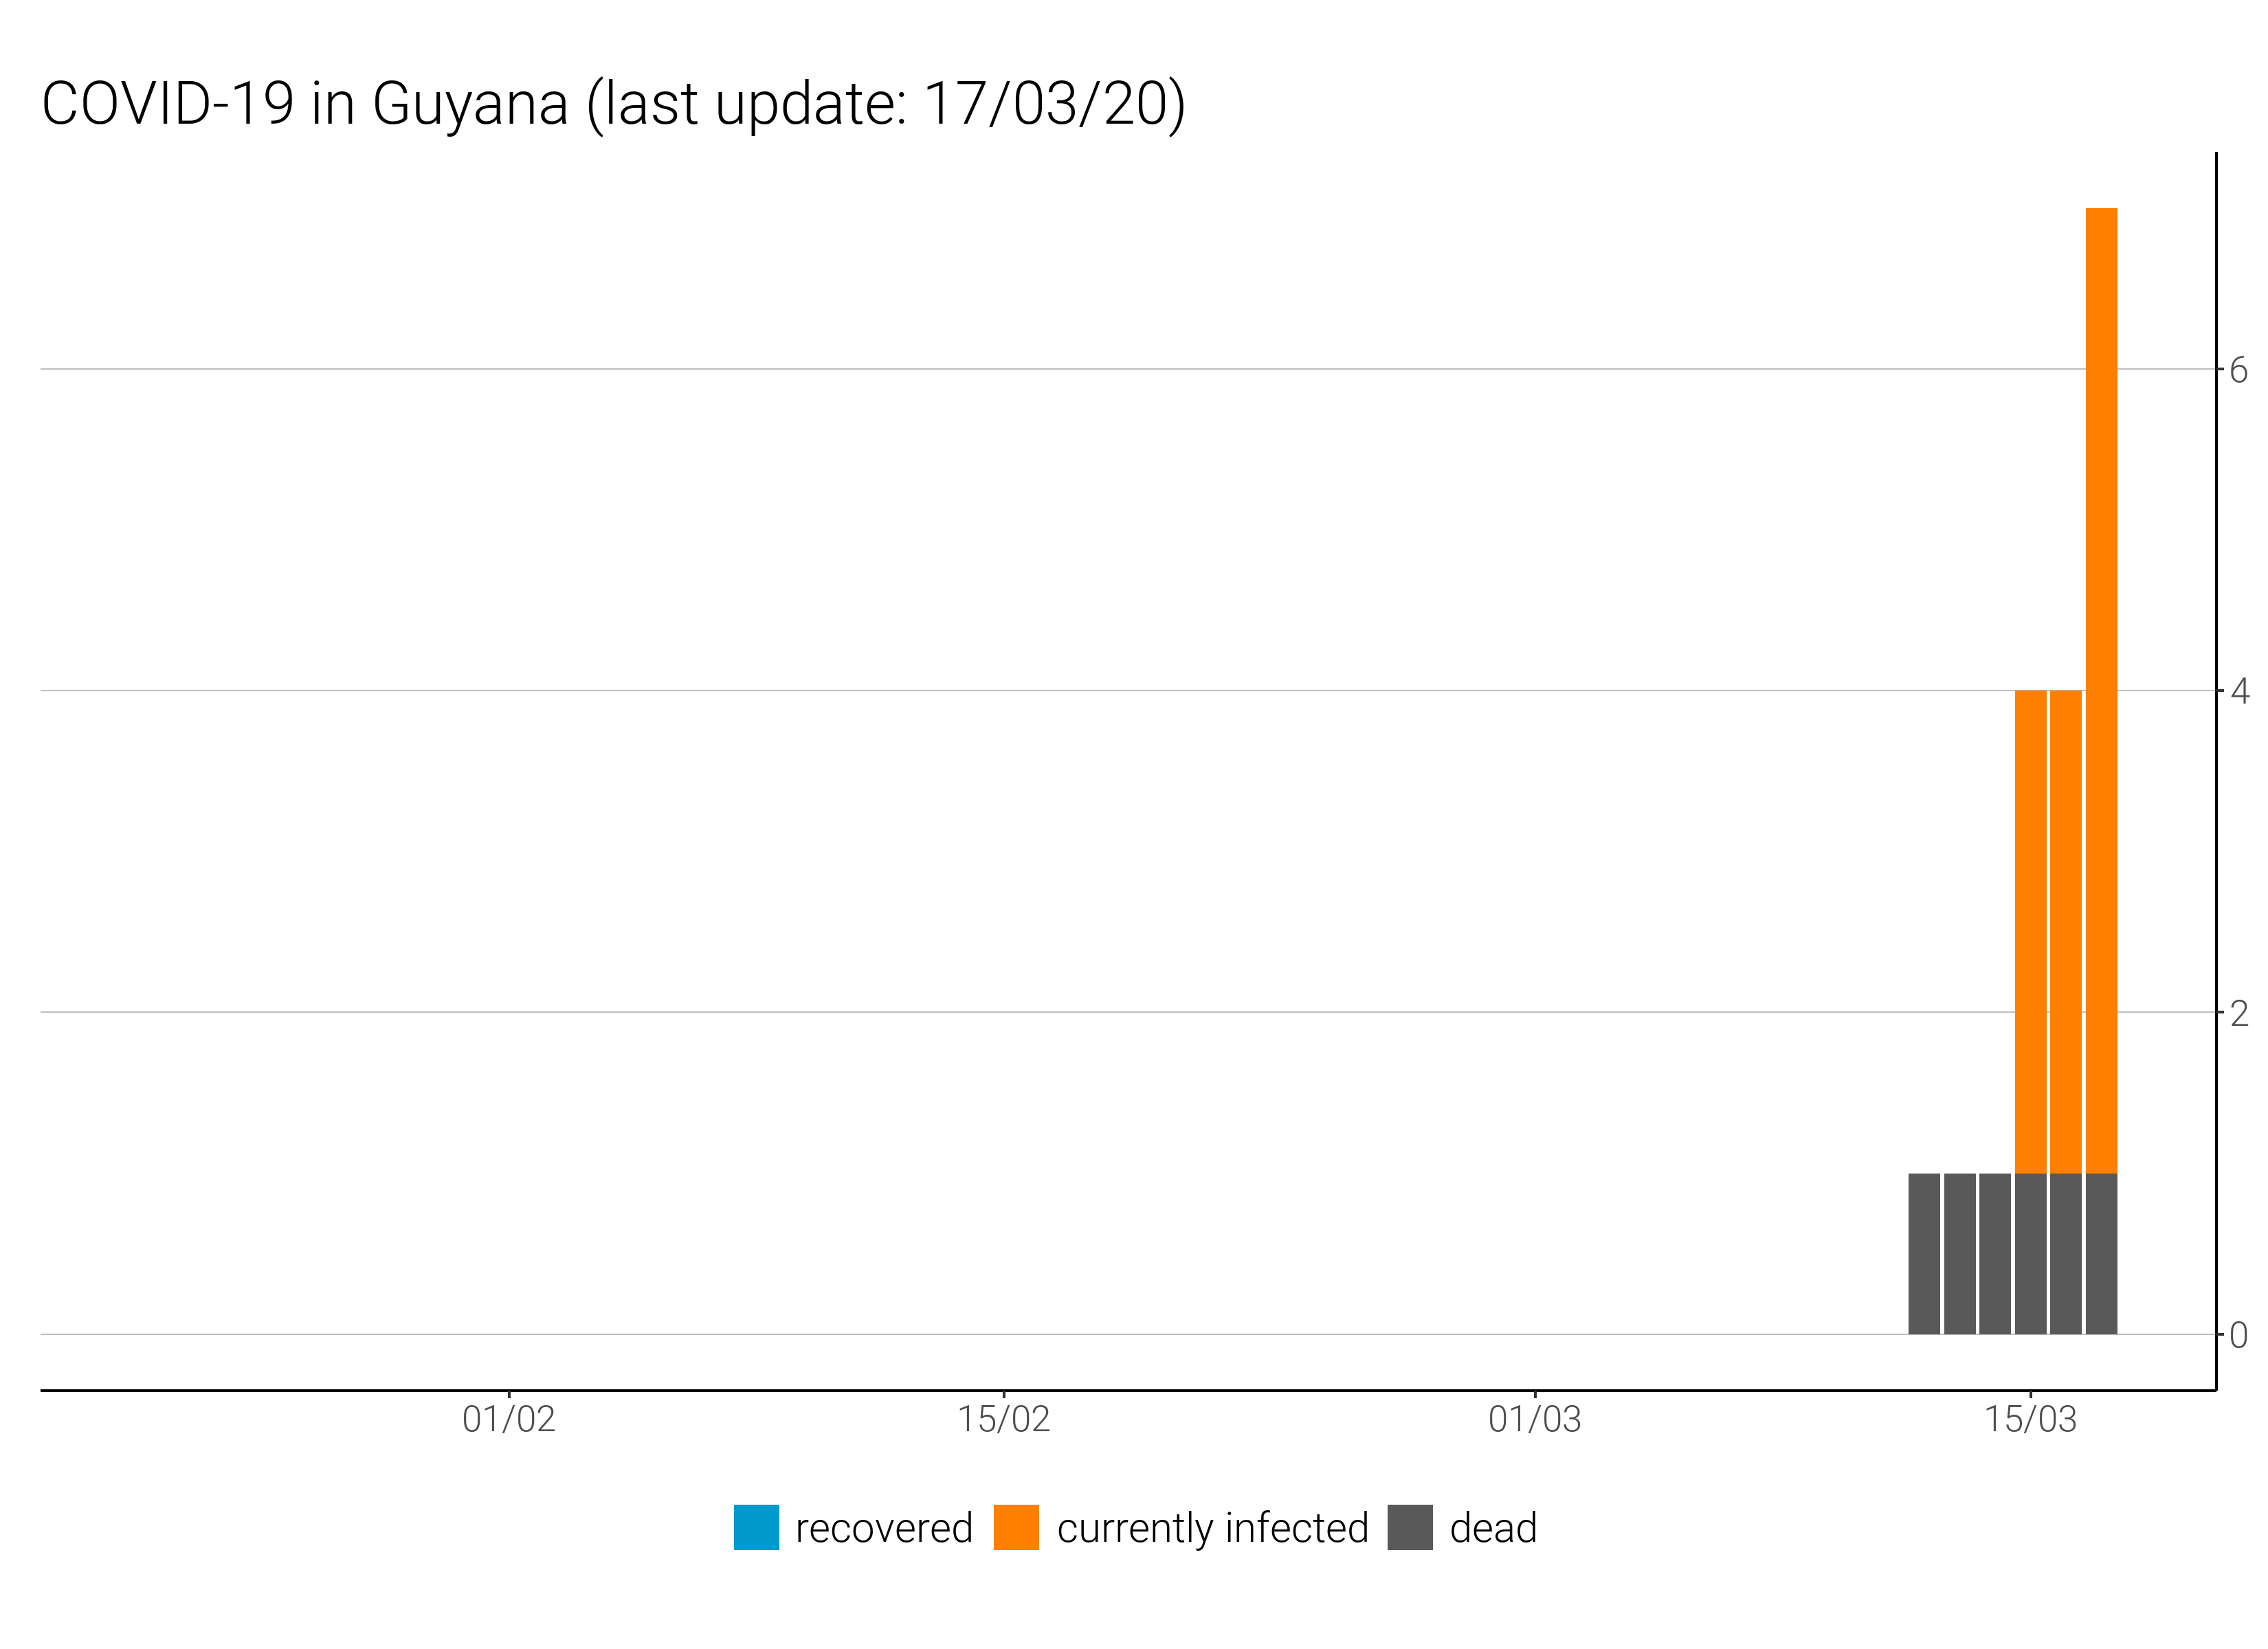 COVID-19 in Guyana (last update: 17/03/20)
6
4
2
0
01/02 15/02 01/03 15/03
recovered currently infected dead